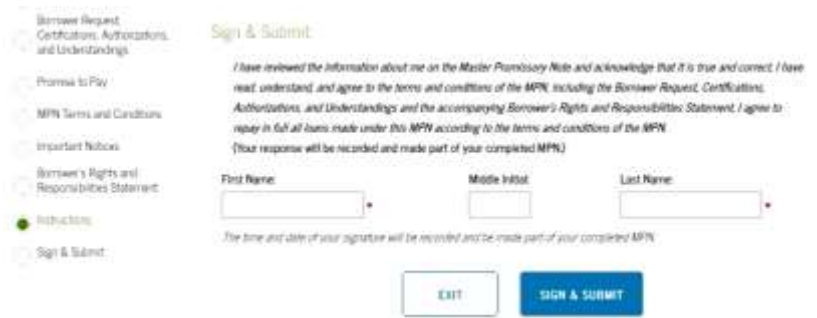 Borrower Request,
Certifications, Authorizations,
and Understandings
Promise to Pay
MPN Terms and Conditions
Important Notices
Borrower's Rights and
Responsibilities Statement
Instructions
Sign & Submit
Sign & Submit
I have reviewed the information about me on the Master Promissory Note and acknowledge that it is true and correct. I have
read, understand, and agree to the terms and conditions of the MPN, including the Borrower Request, Certifications,
Authorizations, and Understandings and the accompanying Borrower's Rights and Responsibilities Statement. I agree to
repay in full all loans made under this MPN according to the terms and conditions of the MPN.
(Your response will be recorded and made part of your completed MPN.)
First Name: Middle Initial: Last Name:
* *
The time and date of your signature will be recorded and be made part of your completed MPN.
EXIT SIGN & SUBMIT